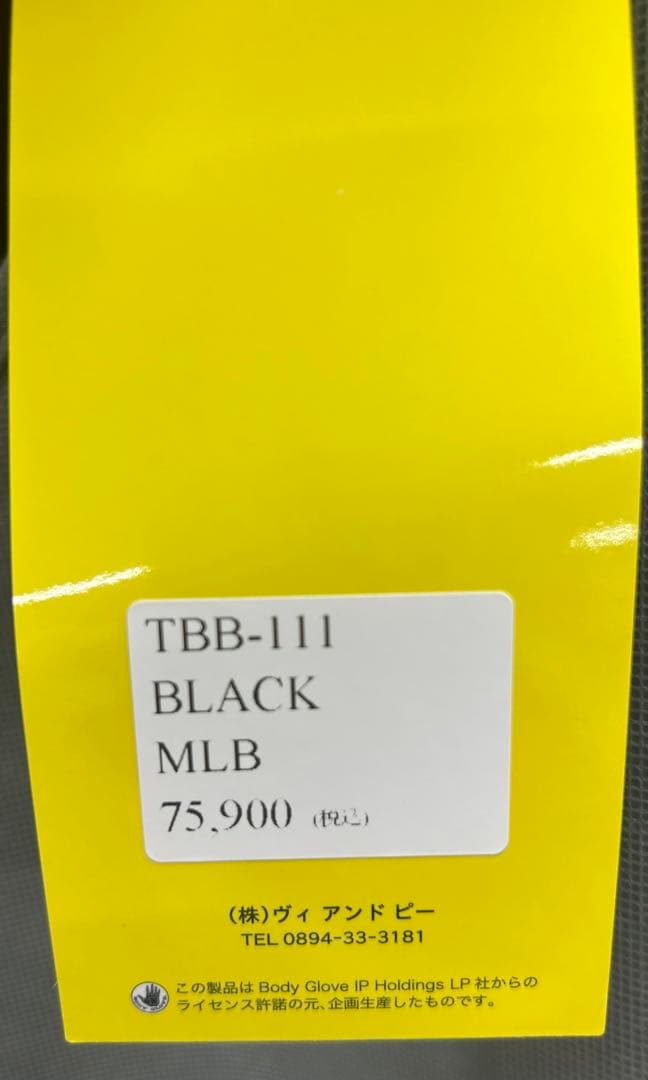 TBB-111
BLACK
MLB
75,900 (税込)
(株)ヴィ アンド ピー
TEL 0894-33-3181
この製品は Body Glove IP Holdings LP 社からの
ライセンス許諾の元、企画生産したものです。
BODY GLOVE